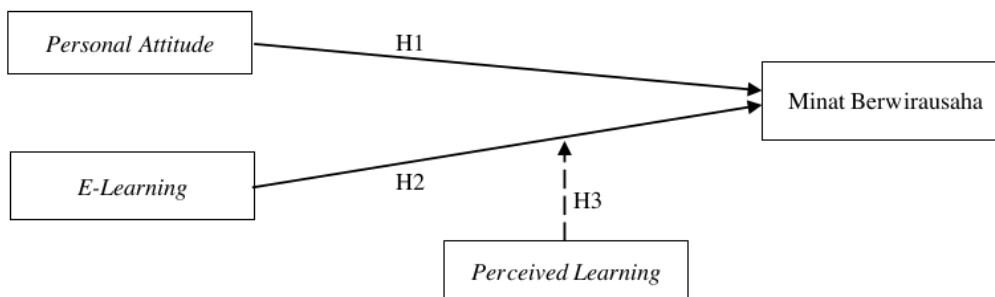 Personal Attitude
H1
Minat Berwirausaha
E-Learning
H2
H3
Perceived Learning